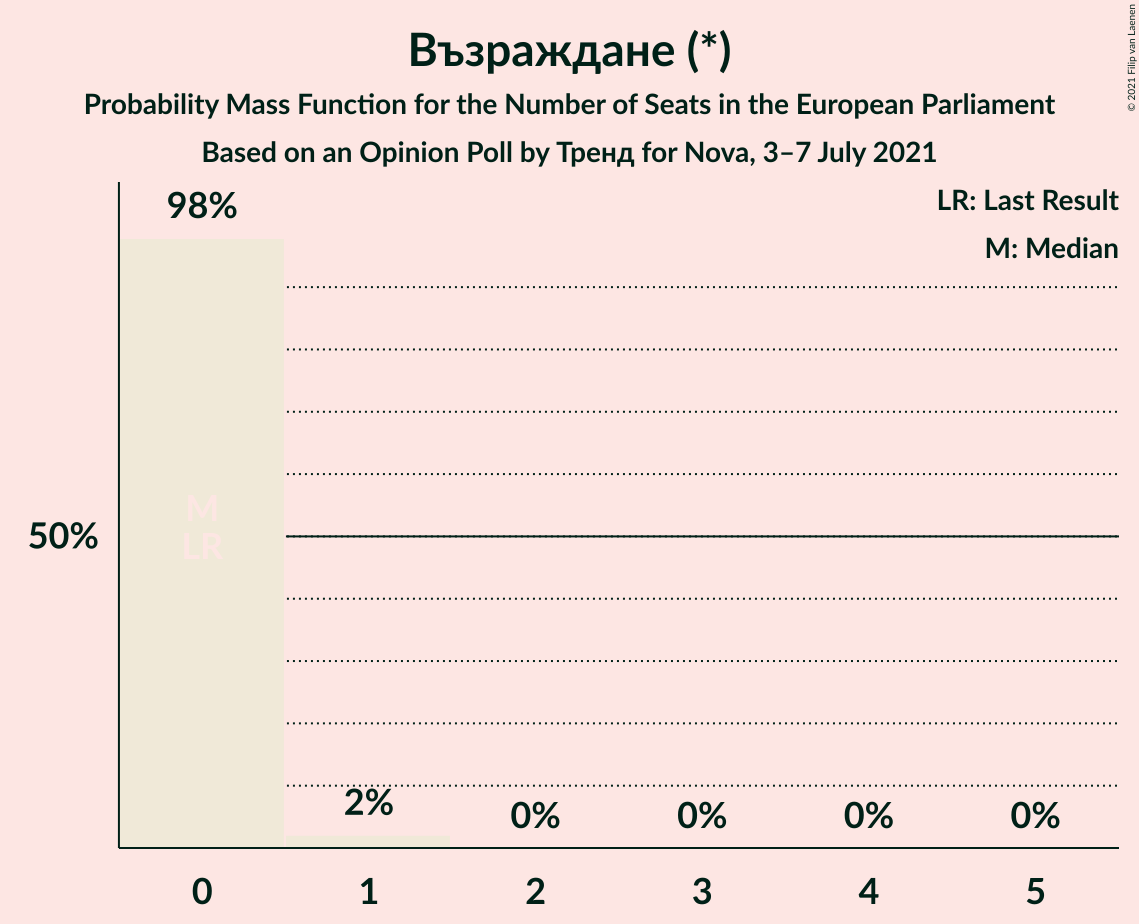 Възраждане (*)
Probability Mass Function for the Number of Seats in the European Parliament
Based on an Opinion Poll by Тренд for Nova, 3–7 July 2021
© 2021 Filip van Laenen
LR: Last Result
M: Median
98%
M
LR
50%
2%
0%
0%
0%
0%
0
1
2
3
4
5